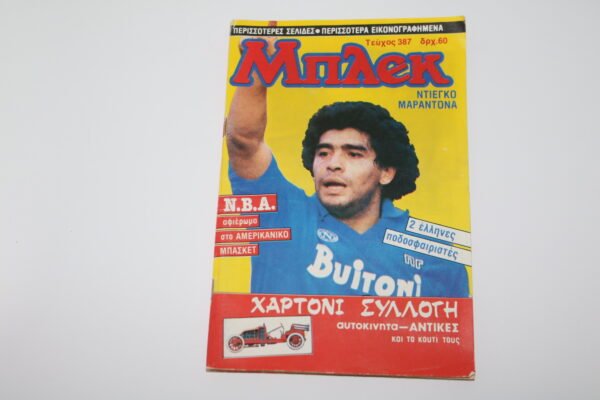 ΠΕΡΙΣΣΟΤΕΡΕΣ ΣΕΛΙΔΕΣ • ΠΕΡΙΣΣΟΤΕΡΑ ΕΙΚΟΝΟΓΡΑΦΗΜΕΝΑ
Τεύχος 387 δρχ. 60
Μπλεκ
ΝΤΙΕΓΚΟ
ΜΑΡΑΝΤΟΝΑ
N.B.A.
αφιέρωμα
στο ΑΜΕΡΙΚΑΝΙΚΟ
ΜΠΑΣΚΕΤ
2 έλληνες
ποδοσφαιριστές
Buitoni
ΧΑΡΤΟΝΙ ΣΥΛΛΟΓΗ
αυτοκινητα—ΑΝΤΙΚΕΣ
και το κουτί τους